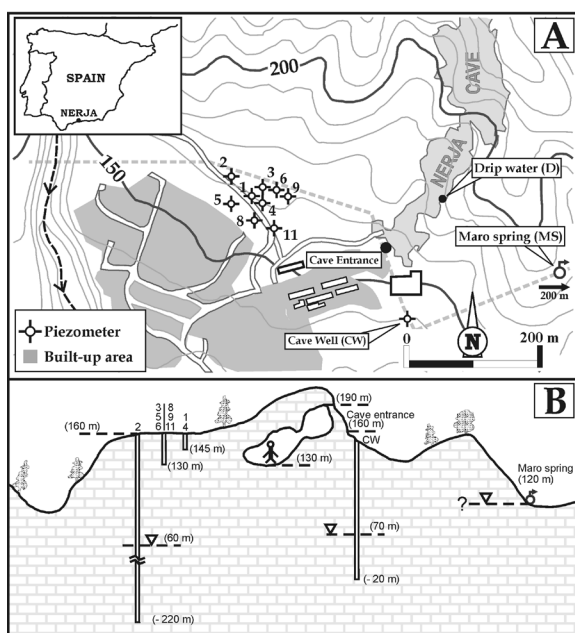 A
SPAIN
NERJA
200
150
CAVE
NERJA
2
3
6
1
9
5
4
8
11
Drip water (D)
Maro spring (MS)
200 m
Cave Entrance
Cave Well (CW)
Piezometer
Built-up area
0
200 m
N
B
(160 m)
2
3 8
5 9
6 11
1
4
(145 m)
(130 m)
(190 m)
Cave entrance
(160 m)
CW
(130 m)
Maro spring
(120 m)
?
(60 m)
(70 m)
(- 20 m)
(- 220 m)